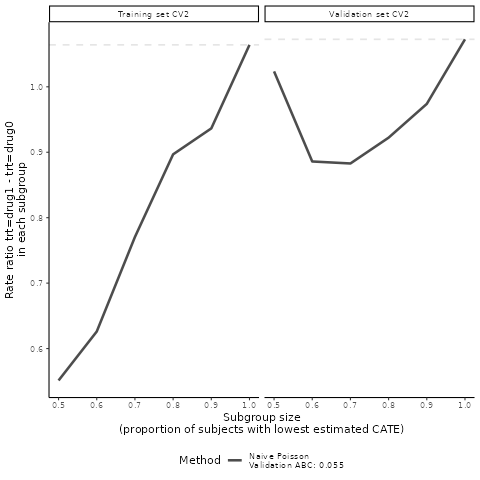 Training set CV2
Validation set CV2
Rate ratio trt=drug1 - trt=drug0
in each subgroup
1.0
0.9
0.8
0.7
0.6
0.5 0.6 0.7 0.8 0.9 1.0
0.5 0.6 0.7 0.8 0.9 1.0
Subgroup size
(proportion of subjects with lowest estimated CATE)
Method
Naive Poisson
Validation ABC: 0.055